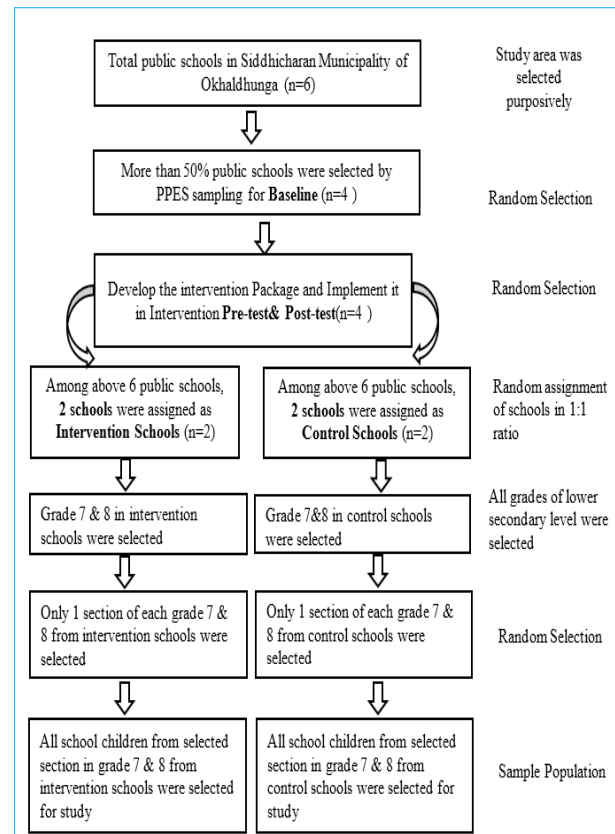 Total public schools in Siddhicharan Municipality of
Okhaldhunga (n=6)
Study area was
selected
purposively
More than 50% public schools were selected by
PPES sampling for Baseline (n=4 )
Random Selection
Develop the intervention Package and Implement it
in Intervention Pre-test& Post-test(n=4 )
Random Selection
Among above 6 public schools,
2 schools were assigned as
Intervention Schools (n=2)
Among above 6 public schools,
2 schools were assigned as
Control Schools (n=2)
Random assignment
of schools in 1:1
ratio
Grade 7 & 8 in intervention
schools were selected
Grade 7&8 in control schools
were selected
All grades of lower
secondary level were
selected
Only 1 section of each grade 7 &
8 from intervention schools were
selected
Only 1 section of each grade 7 &
8 from control schools were
selected
Random Selection
All school children from selected
section in grade 7 & 8 from
intervention schools were selected
for study
All school children from selected
section in grade 7 & 8 from
control schools were selected for
study
Sample Population